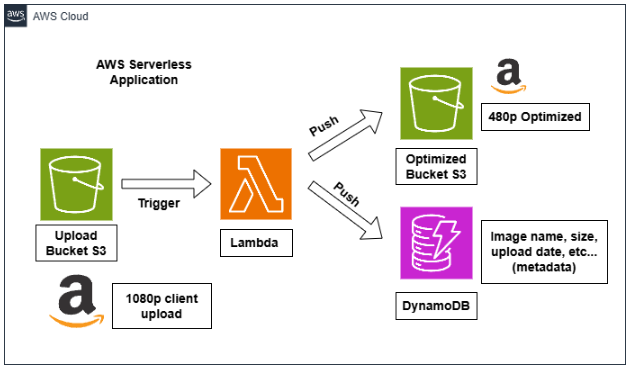 aws
AWS Cloud
AWS Serverless
Application
a
480p Optimized
Push
Optimized
Bucket S3
Trigger
Push
Upload
Bucket S3
Lambda
Image name, size,
upload date, etc...
(metadata)
DynamoDB
a
1080p client
upload